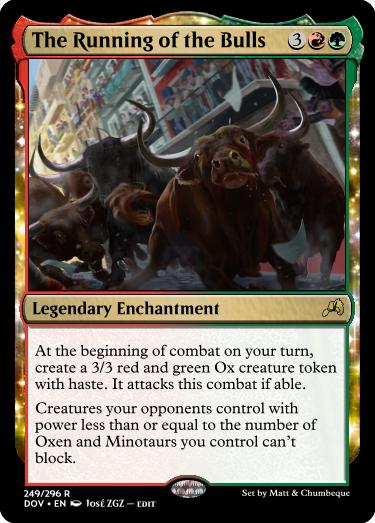 The Running of the Bulls 3
Legendary Enchantment
At the beginning of combat on your turn,
create a 3/3 red and green Ox creature token
with haste. It attacks this combat if able.
Creatures your opponents control with
power less than or equal to the number of
Oxen and Minotaurs you control can't
block.
249/296 R
DOV • EN José ZGZ — EDIT
Set by Matt & Chumbeque